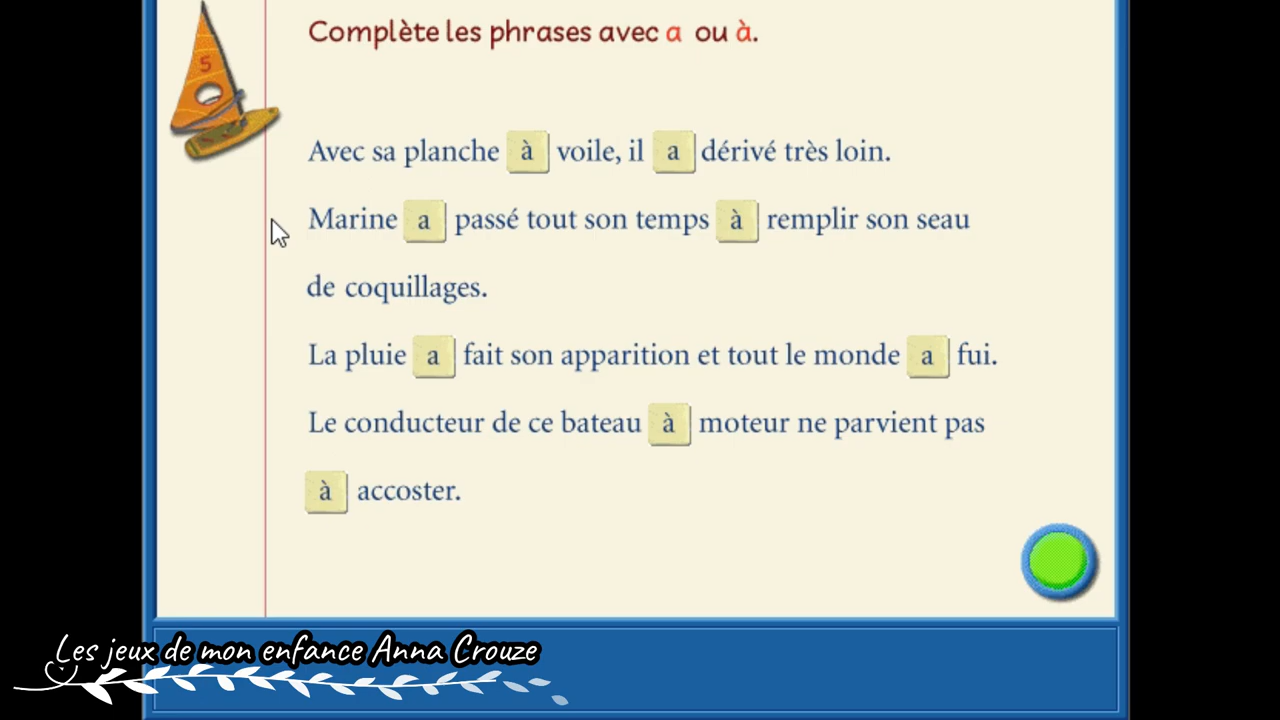 Complète les phrases avec a ou à.
5
Avec sa planche à voile, il a dérivé très loin.
Marine a passé tout son temps à remplir son seau
de coquillages.
La pluie a fait son apparition et tout le monde a fui.
Le conducteur de ce bateau à moteur ne parvient pas
à accoster.
Les jeux de mon enfance Anna Crouze